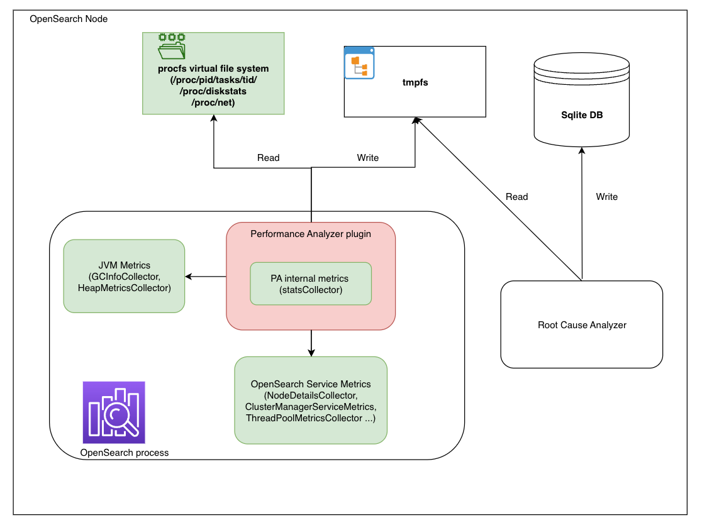 OpenSearch Node
procfs virtual file system
(/proc/pid/tasks/tid/
/proc/diskstats
/proc/net)
tmpfs
Sqlite DB
Read
Write
Read
Write
Performance Analyzer plugin
JVM Metrics
(GCInfoCollector,
HeapMetricsCollector)
PA internal metrics
(statsCollector)
Root Cause Analyzer
OpenSearch Service Metrics
(NodeDetailsCollector,
ClusterManagerServiceMetrics,
ThreadPoolMetricsCollector ...)
OpenSearch process